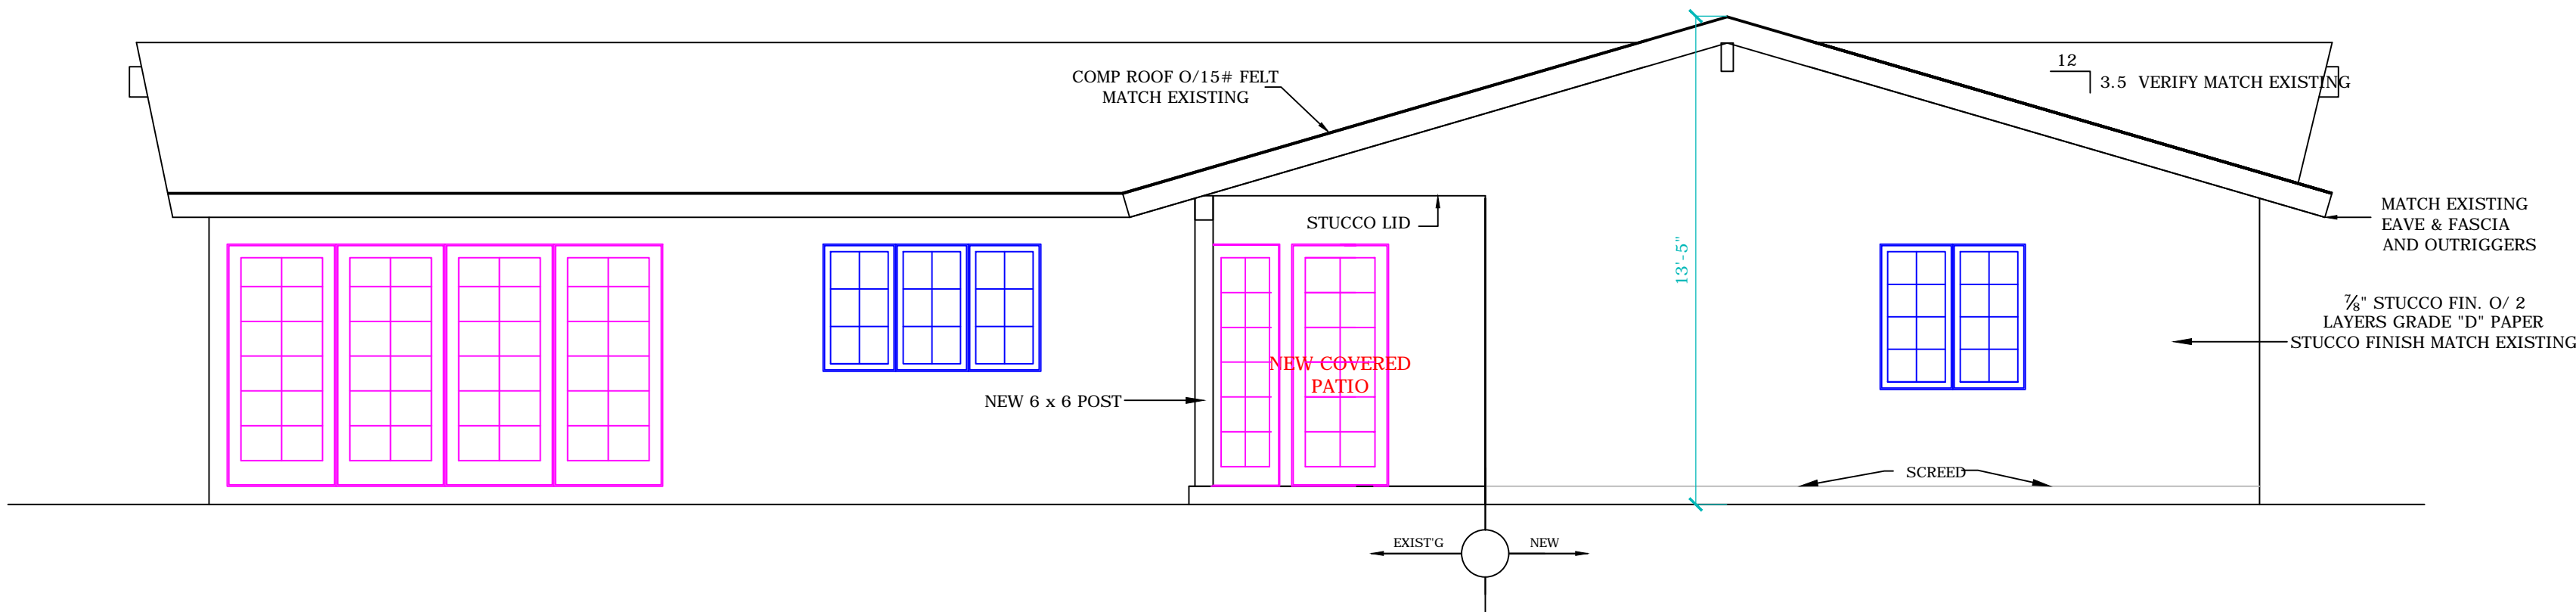 COMP ROOF O/15# FELT
MATCH EXISTING
12
3.5 VERIFY MATCH EXISTING
STUCCO LID
13'-5"
MATCH EXISTING
EAVE & FASCIA
AND OUTRIGGERS
⅞" STUCCO FIN. O/ 2
LAYERS GRADE "D" PAPER
STUCCO FINISH MATCH EXISTING
NEW COVERED
PATIO
NEW 6 x 6 POST
SCREED
EXIST'G
NEW